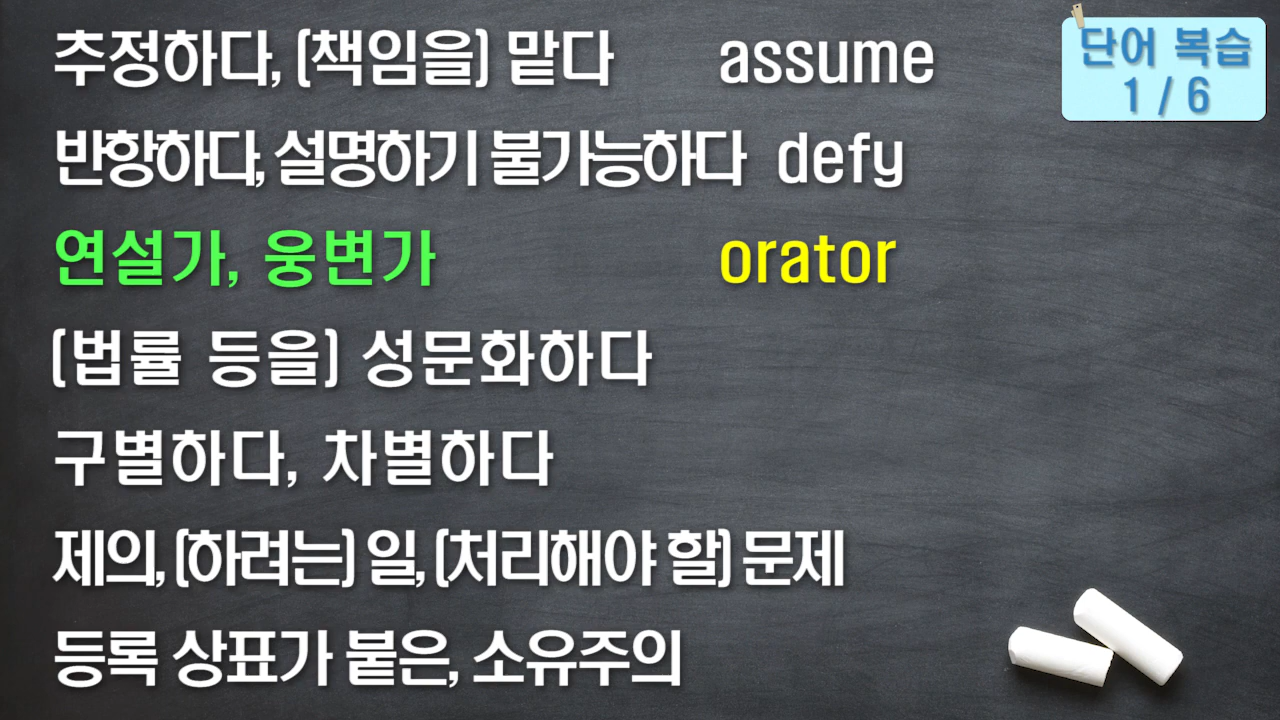 추정하다, (책임을) 맡다 assume
단어 복습
1 / 6
반항하다, 설명하기 불가능하다 defy
연설가, 웅변가 orator
(법률 등을) 성문화하다
구별하다, 차별하다
제의, (하려는) 일, (처리해야 할) 문제
등록 상표가 붙은, 소유주의